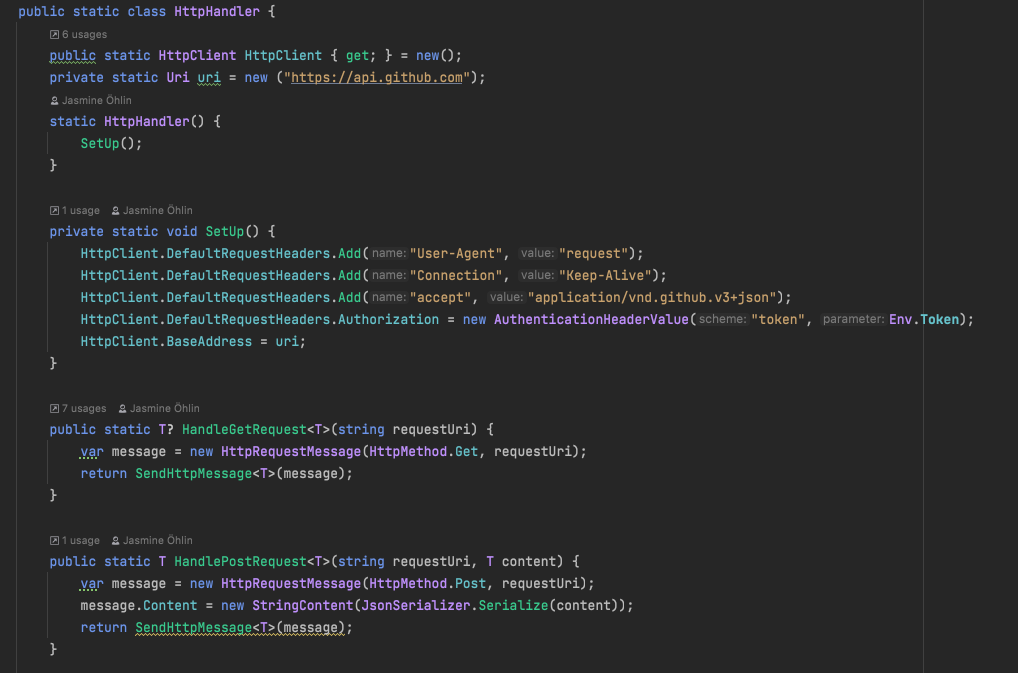 public static class HttpHandler {
6 usages
public static HttpClient HttpClient { get; } = new();
private static Uri uri = new ("https://api.github.com");
Jasmine Öhlin
static HttpHandler() {
SetUp();
}
1 usage Jasmine Öhlin
private static void SetUp() {
HttpClient.DefaultRequestHeaders.Add(name: "User-Agent", value: "request");
HttpClient.DefaultRequestHeaders.Add(name: "Connection", value: "Keep-Alive");
HttpClient.DefaultRequestHeaders.Add(name: "accept", value: "application/vnd.github.v3+json");
HttpClient.DefaultRequestHeaders.Authorization = new AuthenticationHeaderValue(scheme: "token", parameter: Env.Token);
HttpClient.BaseAddress = uri;
}
7 usages Jasmine Öhlin
public static T? HandleGetRequest<T>(string requestUri) {
var message = new HttpRequestMessage(HttpMethod.Get, requestUri);
return SendHttpMessage<T>(message);
}
1 usage Jasmine Öhlin
public static T HandlePostRequest<T>(string requestUri, T content) {
var message = new HttpRequestMessage(HttpMethod.Post, requestUri);
message.Content = new StringContent(JsonSerializer.Serialize(content));
return SendHttpMessage<T>(message);
}